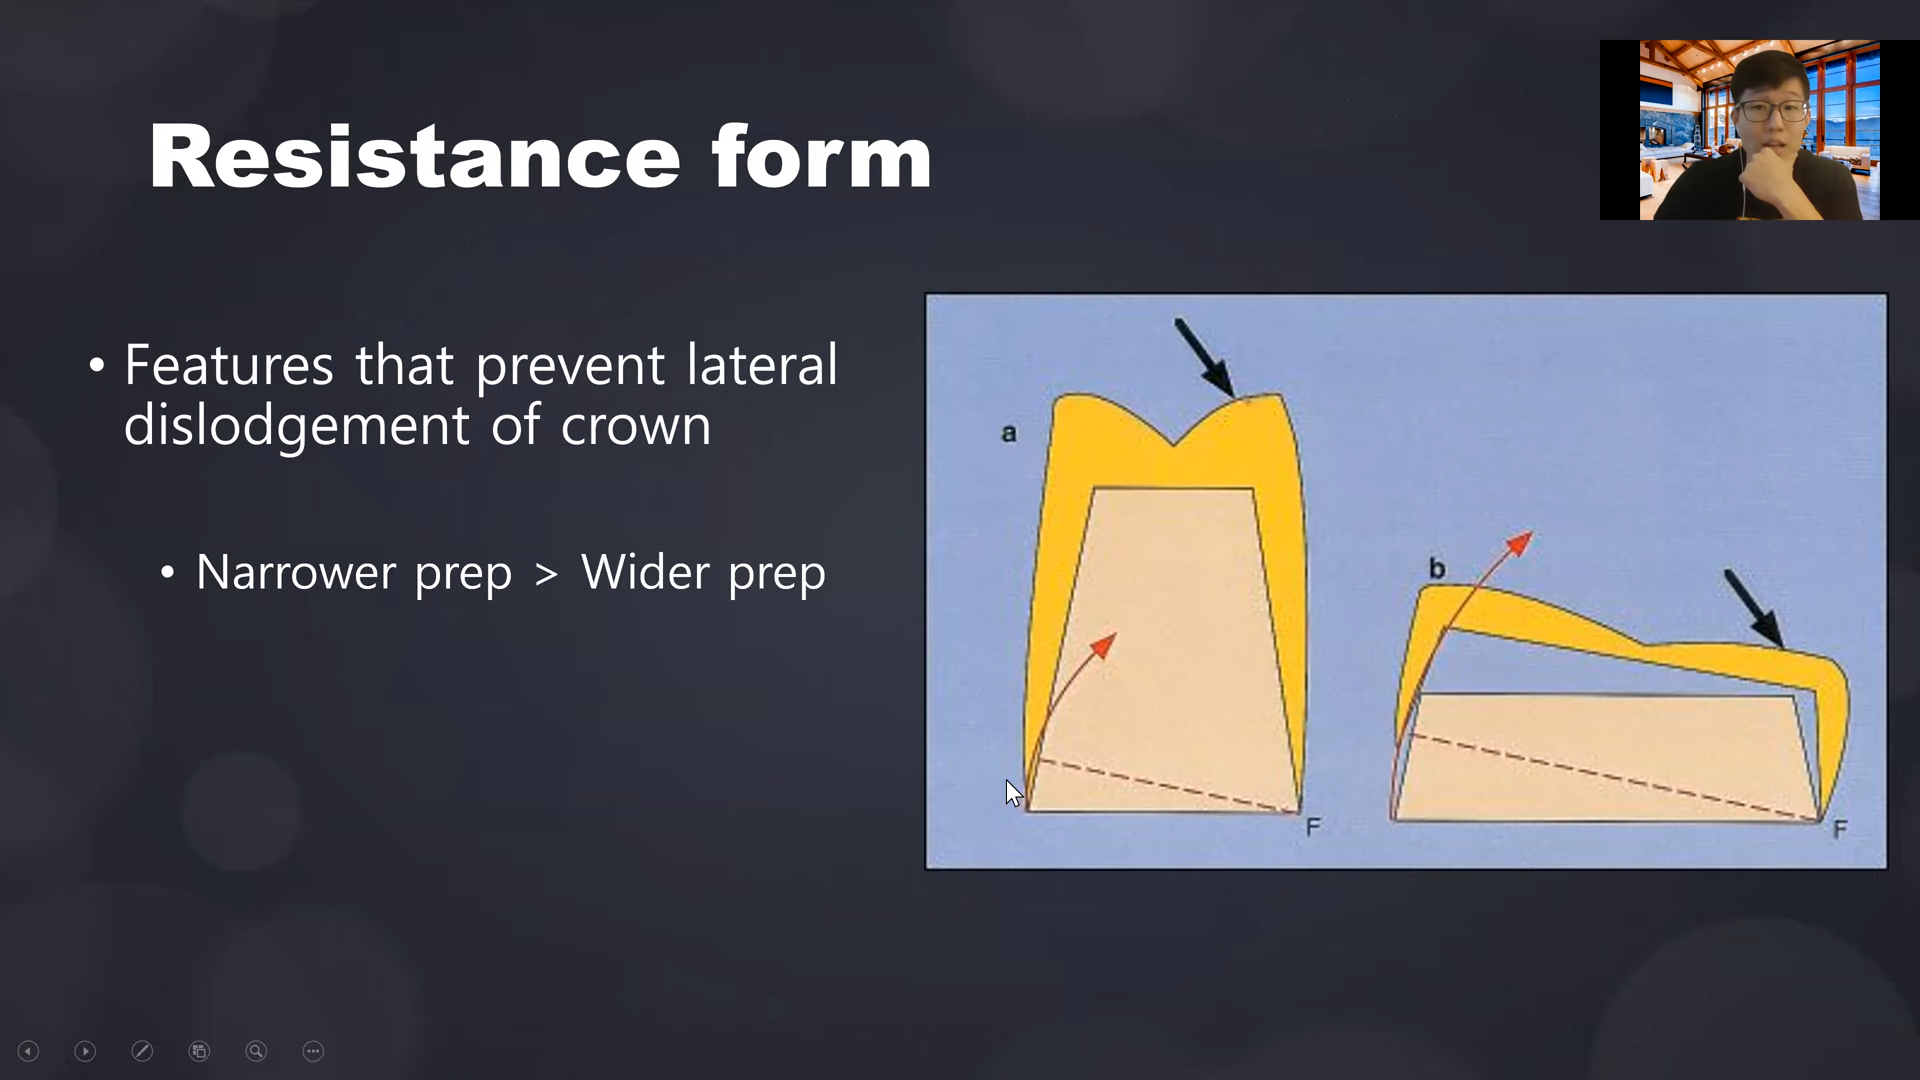 Resistance form
• Features that prevent lateral
dislodgement of crown
• Narrower prep > Wider prep
a
b
F
F